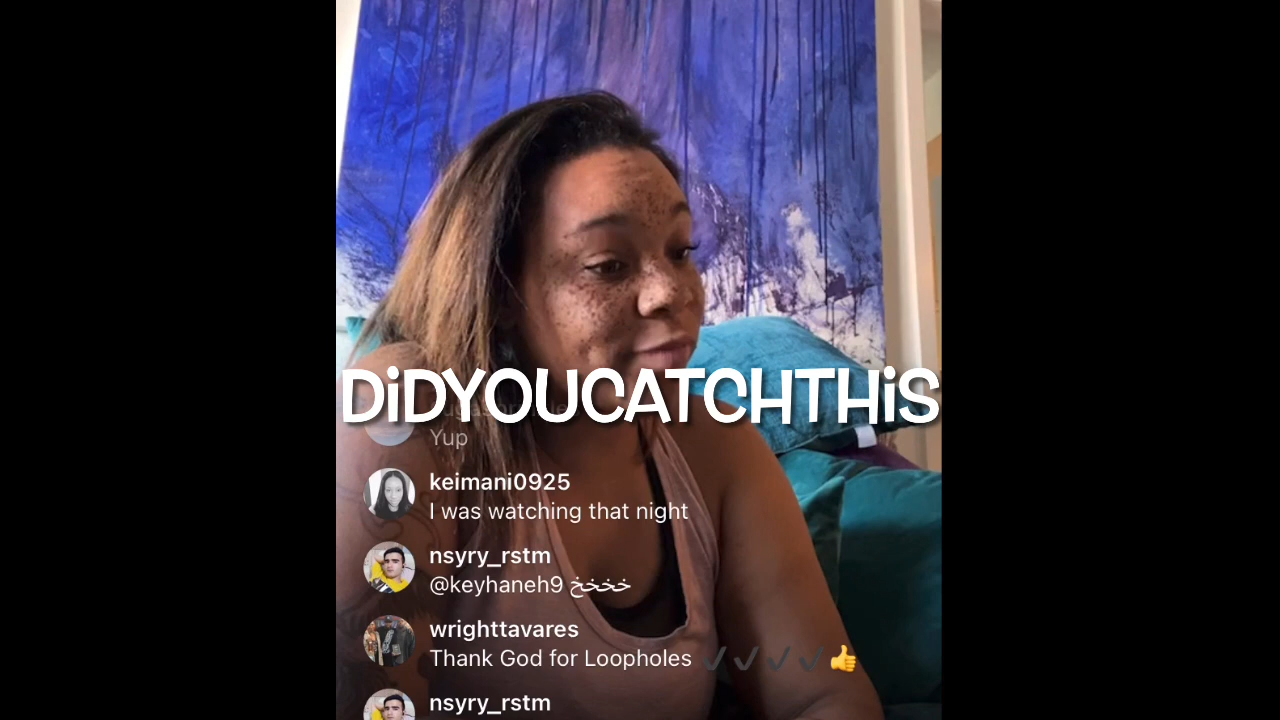 DiDYOUCATCHTHiS
Yup
keimani0925
I was watching that night
nsyry_rstm
@keyhaneh9 خخخخ
wrighttavares
Thank God for Loopholes ✔✔✔✔👍
nsyry_rstm